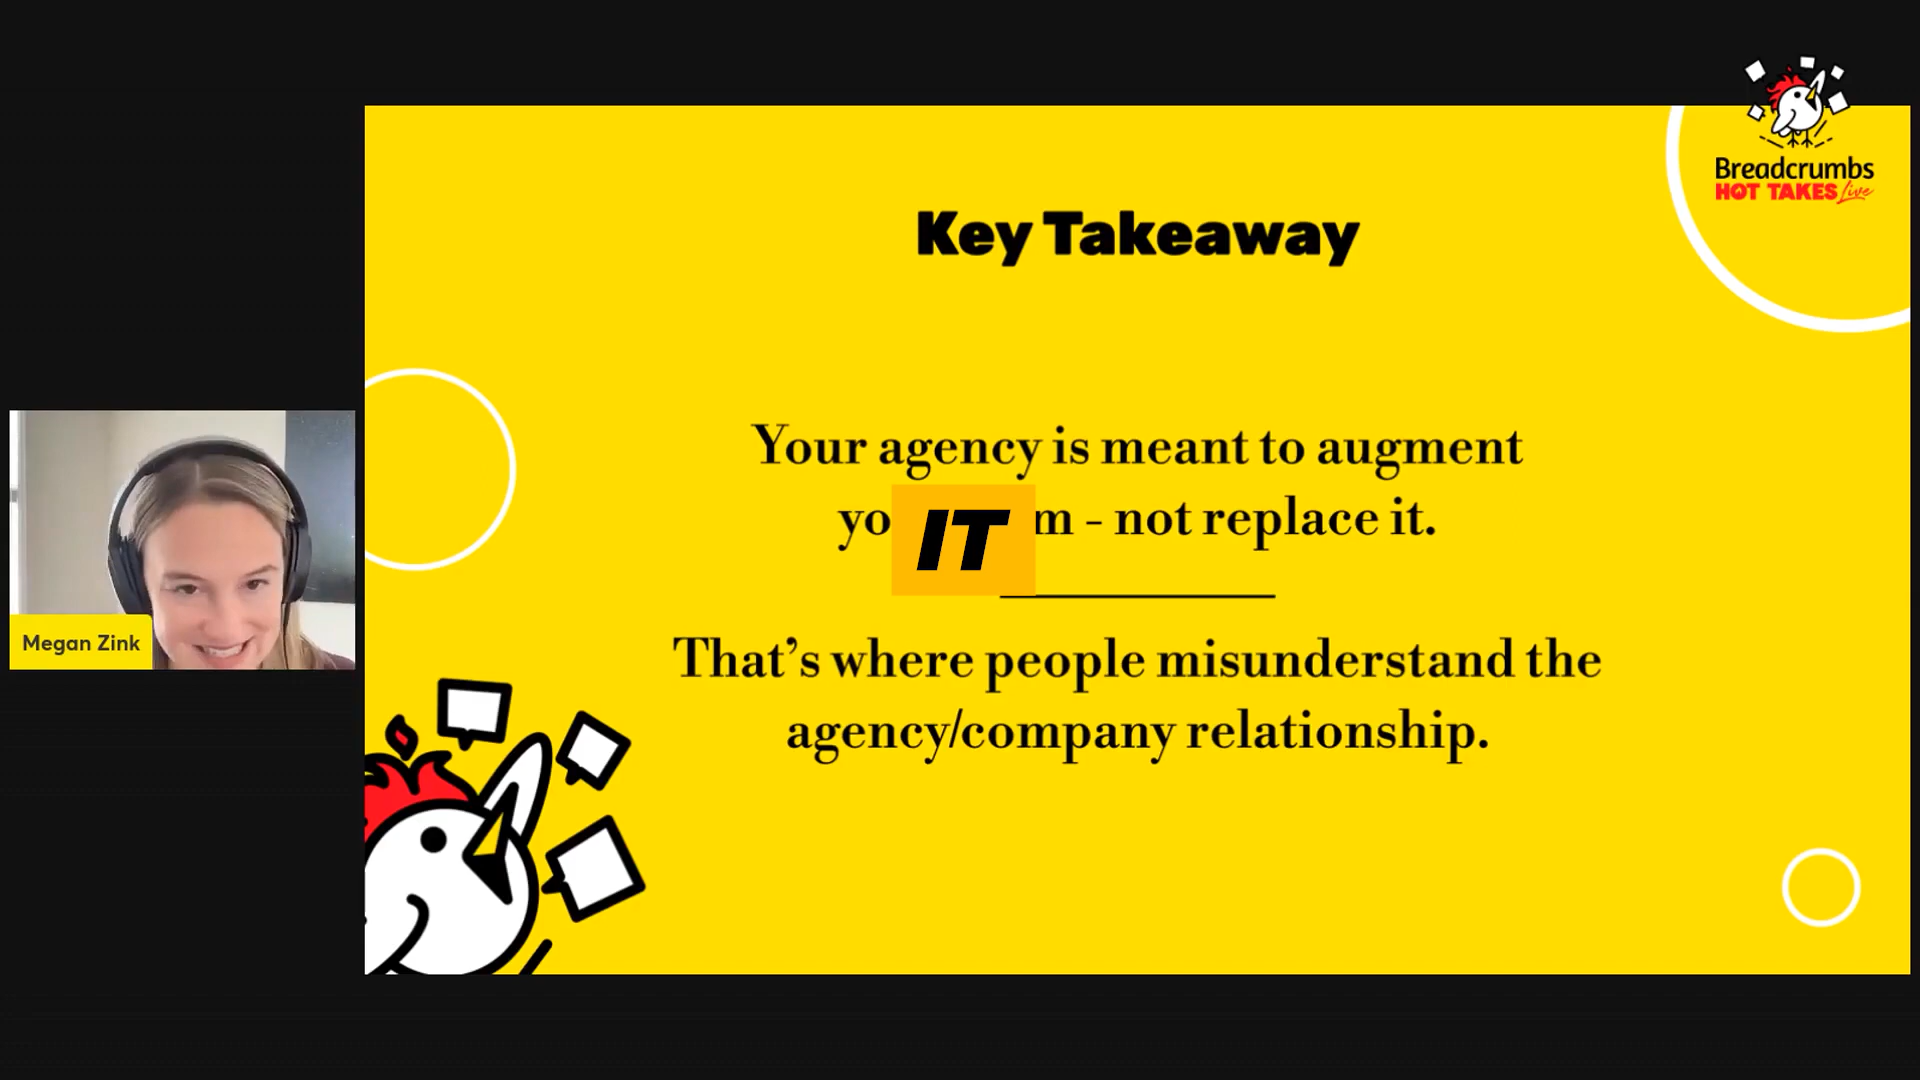 Breadcrumbs
HOT TAKES Live
Key Takeaway
Your agency is meant to augment
yo IT m - not replace it.
That's where people misunderstand the
agency/company relationship.
Megan Zink